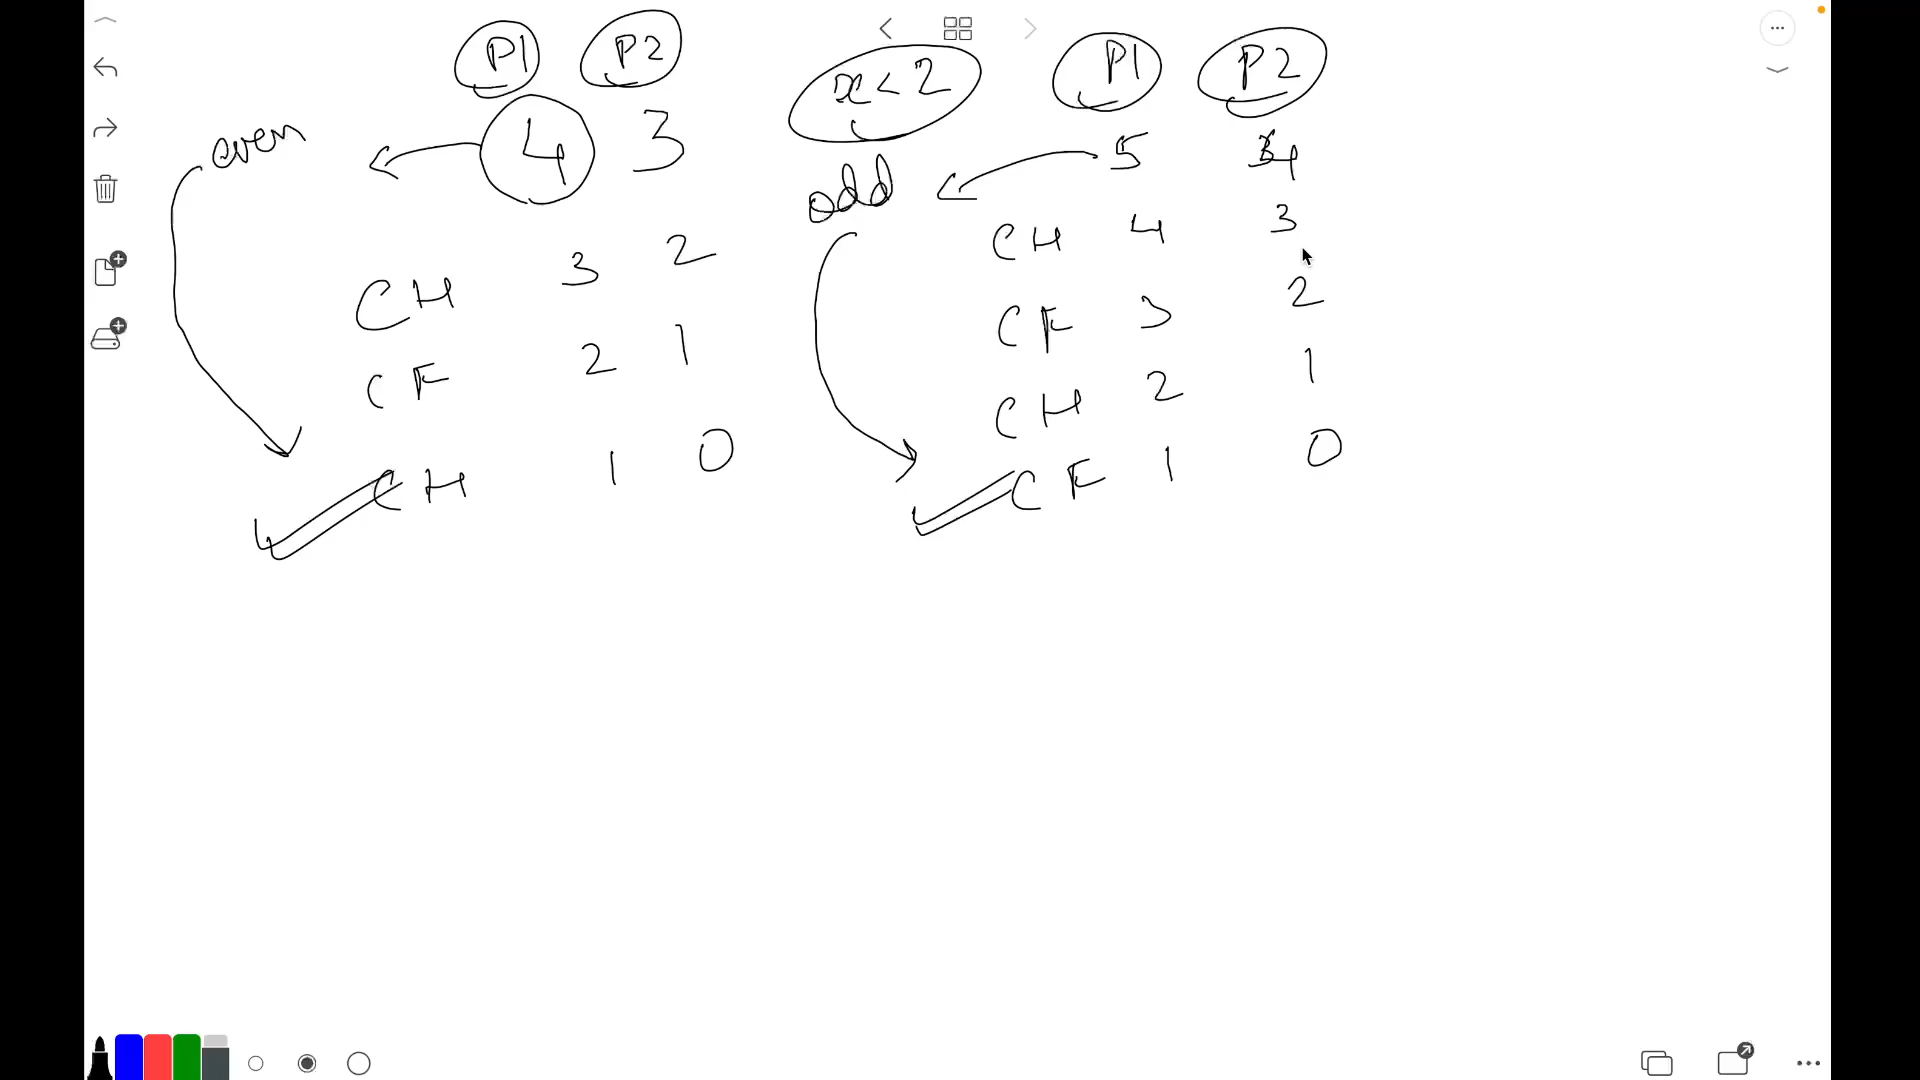 P1 P2
4 3
even
CH 3 2
CF 2 1
CH 1 0
x < 2
P1 P2
odd
5 4
CH 4 3
CF 3 2
CH 2 1
CF 1 0